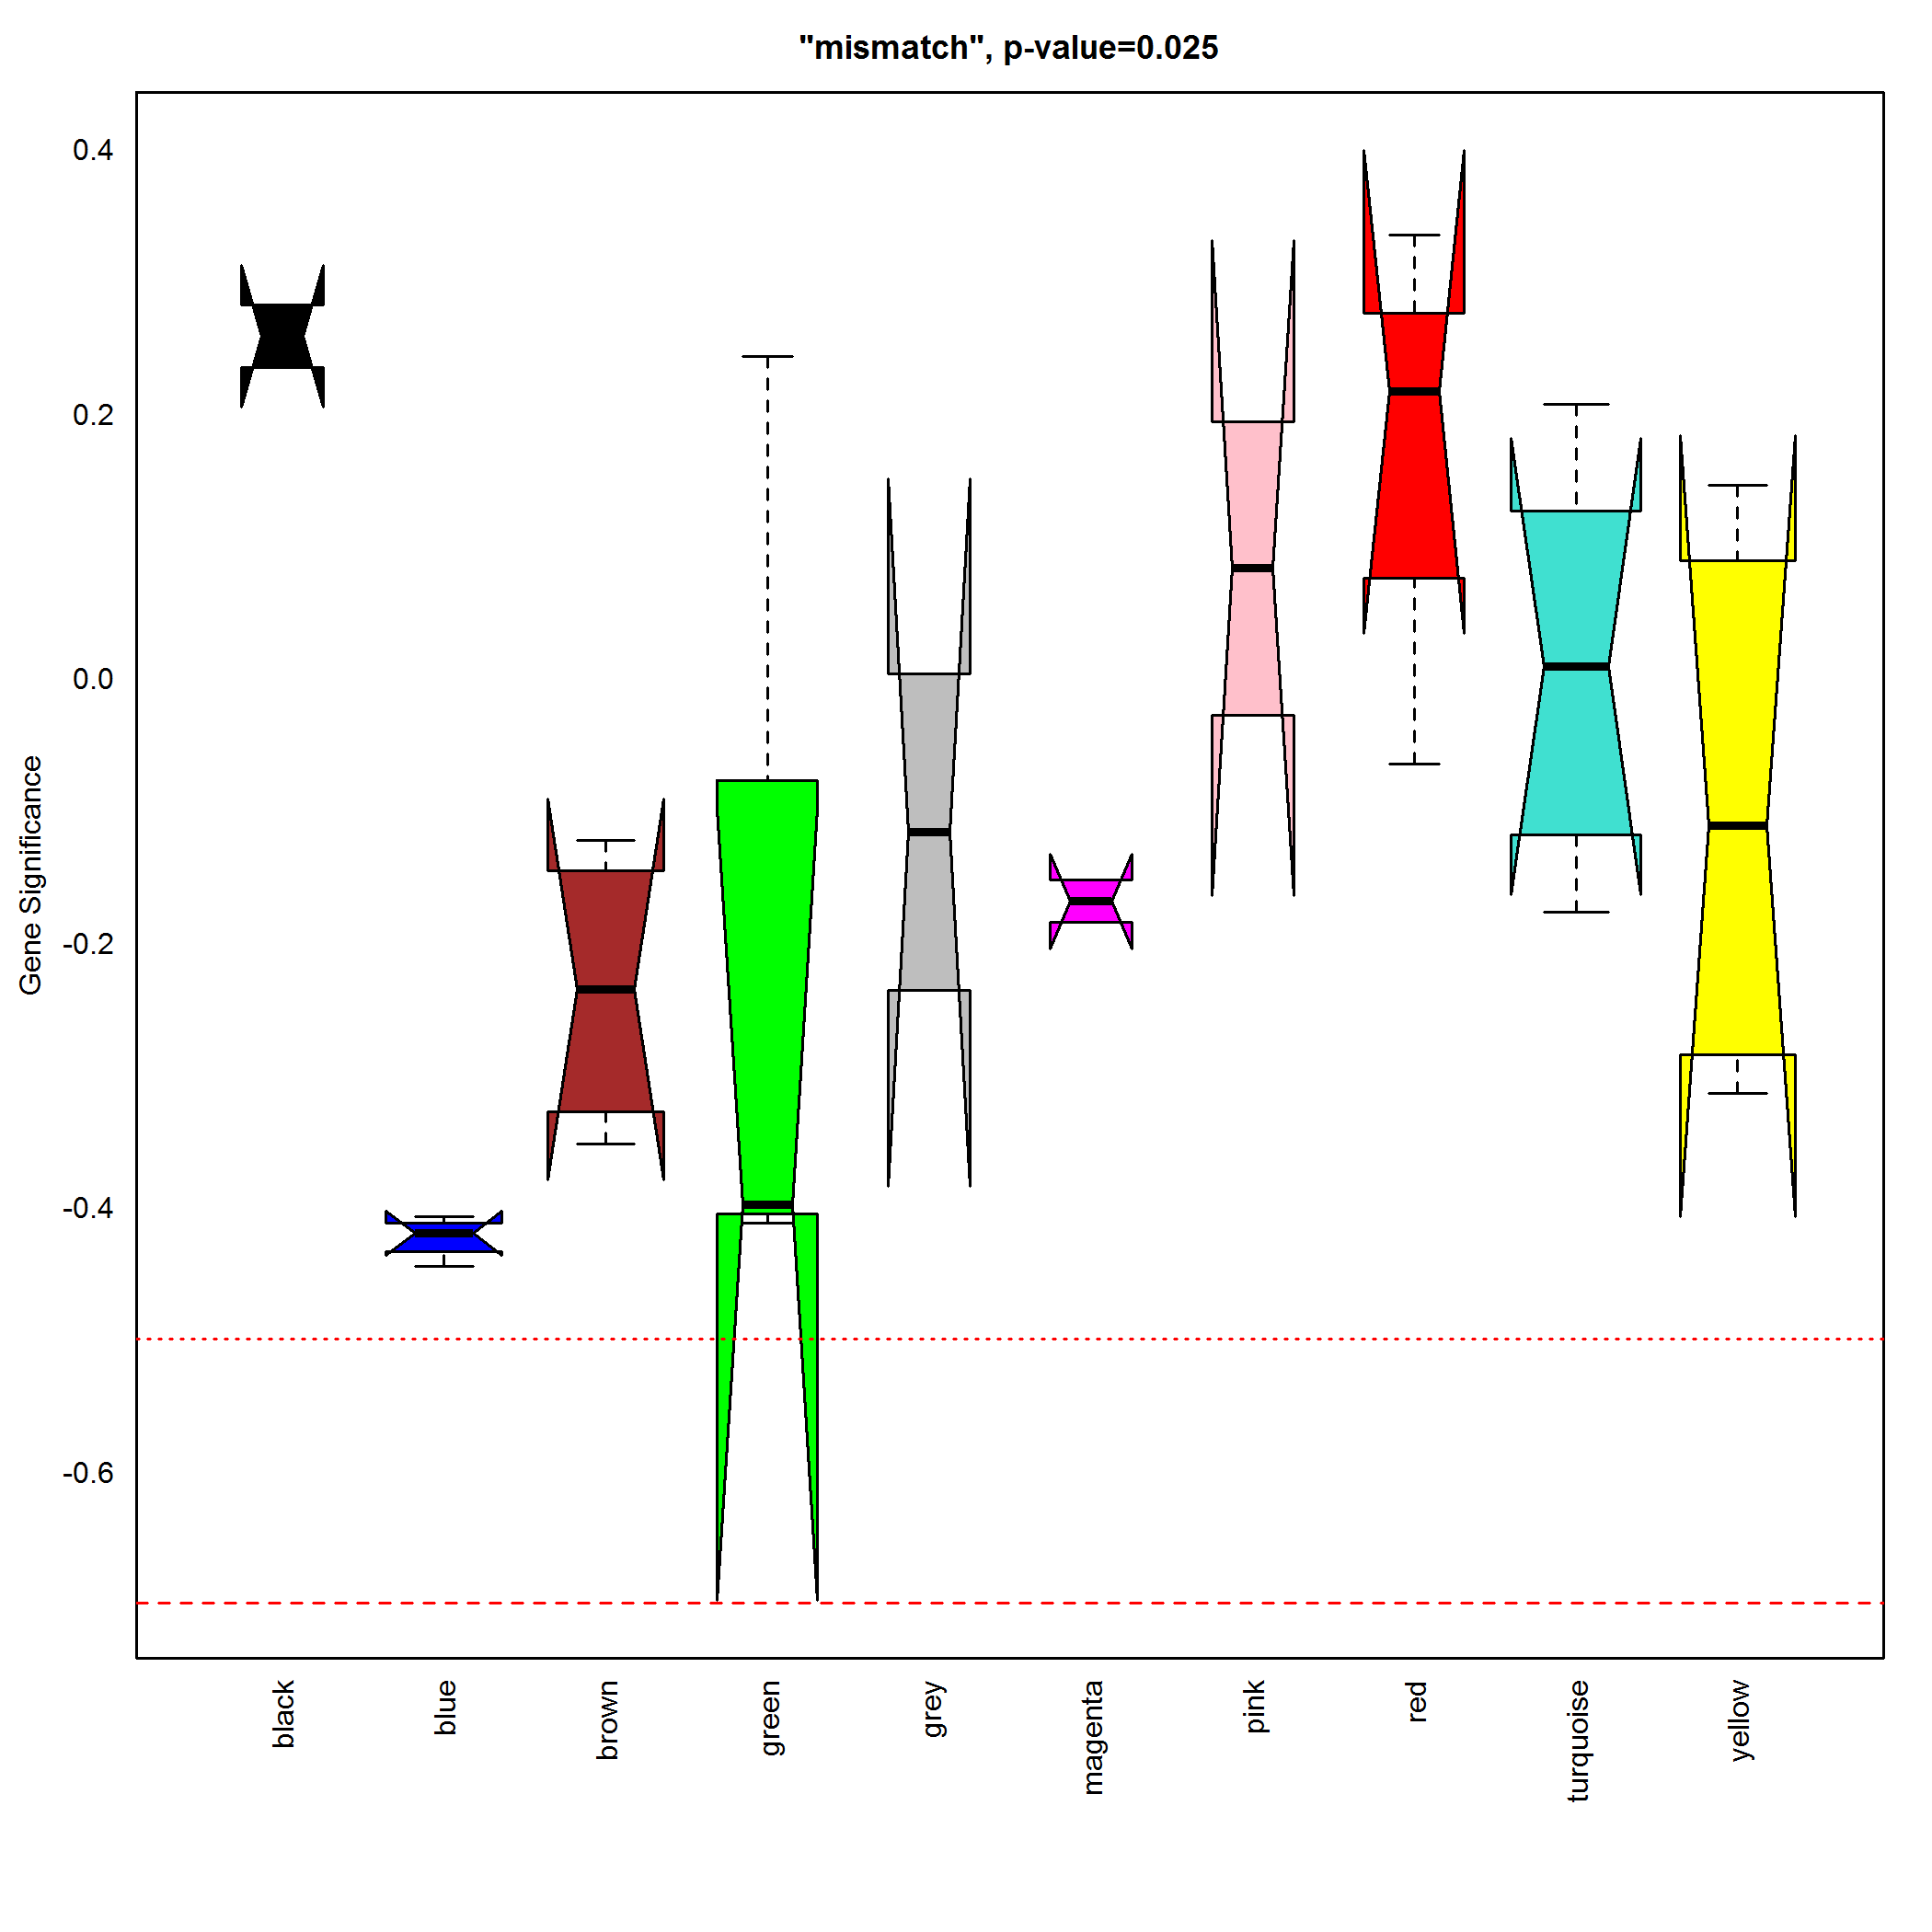 "mismatch", p-value=0.025
Gene Significance
0.4
0.2
0.0
-0.2
-0.4
-0.6
black
blue
brown
green
grey
magenta
pink
red
turquoise
yellow